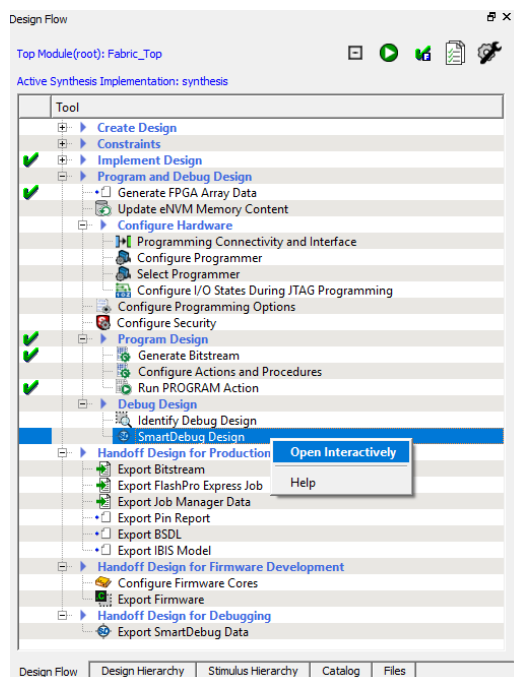 Design Flow
Top Module(root): Fabric_Top
Active Synthesis Implementation: synthesis
Tool
Create Design
Constraints
Implement Design
Program and Debug Design
Generate FPGA Array Data
Update eNVM Memory Content
Configure Hardware
Programming Connectivity and Interface
Configure Programmer
Select Programmer
Configure I/O States During JTAG Programming
Configure Programming Options
Configure Security
Program Design
Generate Bitstream
Configure Actions and Procedures
Run PROGRAM Action
Debug Design
Identify Debug Design
SmartDebug Design
Open Interactively
Help
Handoff Design for Production
Export Bitstream
Export FlashPro Express Job
Export Job Manager Data
Export Pin Report
Export BSDL
Export IBIS Model
Handoff Design for Firmware Development
Configure Firmware Cores
Export Firmware
Handoff Design for Debugging
Export SmartDebug Data
Design Flow Design Hierarchy Stimulus Hierarchy Catalog Files